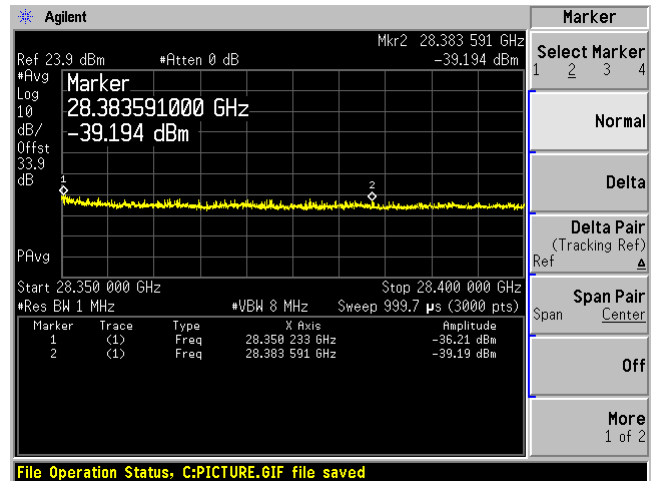 Agilent
Marker
Mkr2 28.383 591 GHz
Ref 23.9 dBm #Atten 0 dB -39.194 dBm
#Avg
Log
10
dB/
Offst
33.9
dB
Marker
28.383591000 GHz
-39.194 dBm
1
2
PAvg
Start 28.350 000 GHz Stop 28.400 000 GHz
#Res BW 1 MHz #VBW 8 MHz Sweep 999.7 µs (3000 pts)
Marker Trace Type X Axis Amplitude
1 (1) Freq 28.350 233 GHz -36.21 dBm
2 (1) Freq 28.383 591 GHz -39.19 dBm
Select Marker
1 2 3 4
Normal
Delta
Delta Pair
(Tracking Ref)
Ref Δ
Span Pair
Span Center
Off
More
1 of 2
File Operation Status, C:PICTURE.GIF file saved